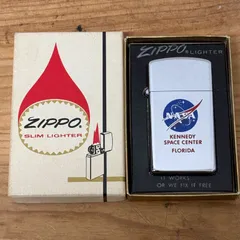 ZIPPO
SLIM LIGHTER
ZIPPO LIGHTER
NASA
KENNEDY
SPACE CENTER
FLORIDA
IT WORKS
OR WE FIX IT FREE